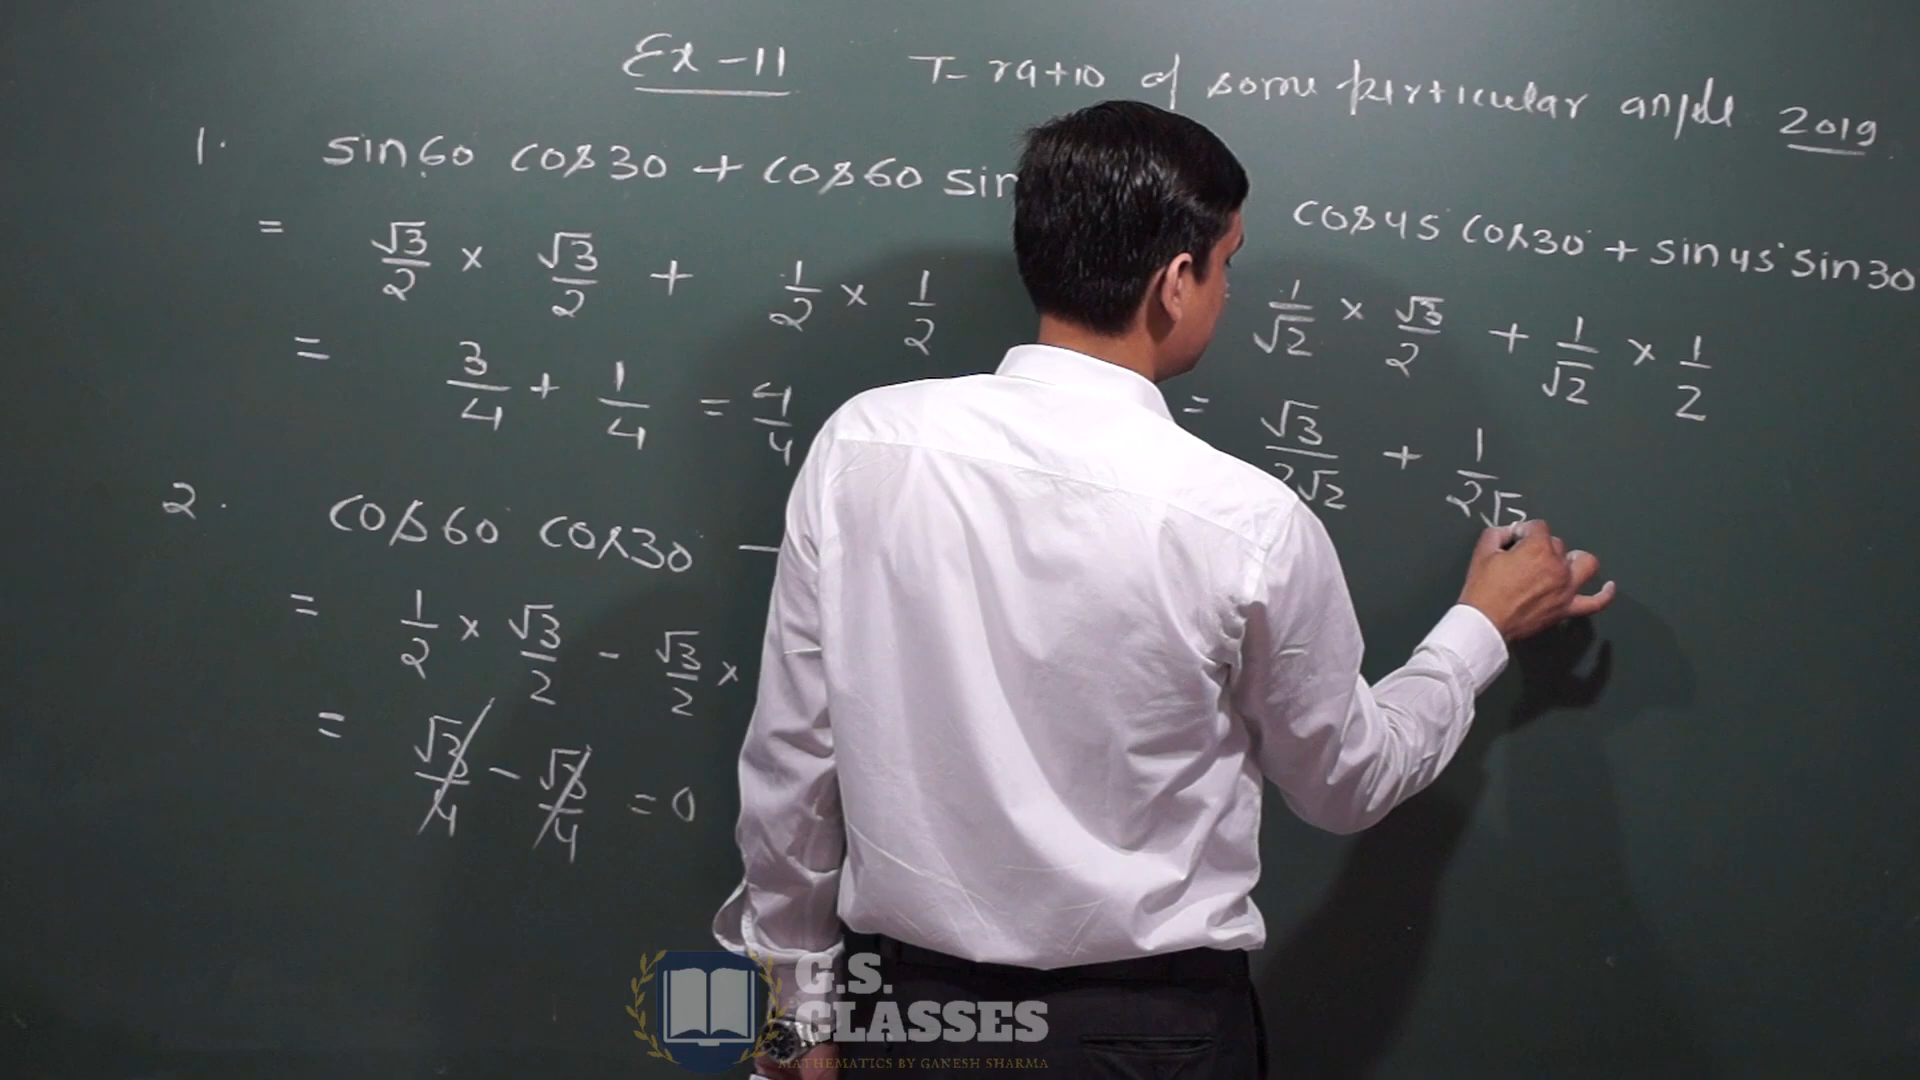 Ex-11 T-ratio of some perticular angle 2019
1. sin60 cos30 + cos60 sin
= √3/2 × √3/2 + 1/2 × 1/2
= 3/4 + 1/4 = 4/4
2. cos60° cos30° -
= 1/2 × √3/2 - √3/2 ×
= √3/4 - √3/4 = 0
cos45° cos30° + sin45° sin30
1/√2 × √3/2 + 1/√2 × 1/2
= √3/2√2 + 1/2√2
G.S.
CLASSES
MATHEMATICS BY GANESH SHARMA